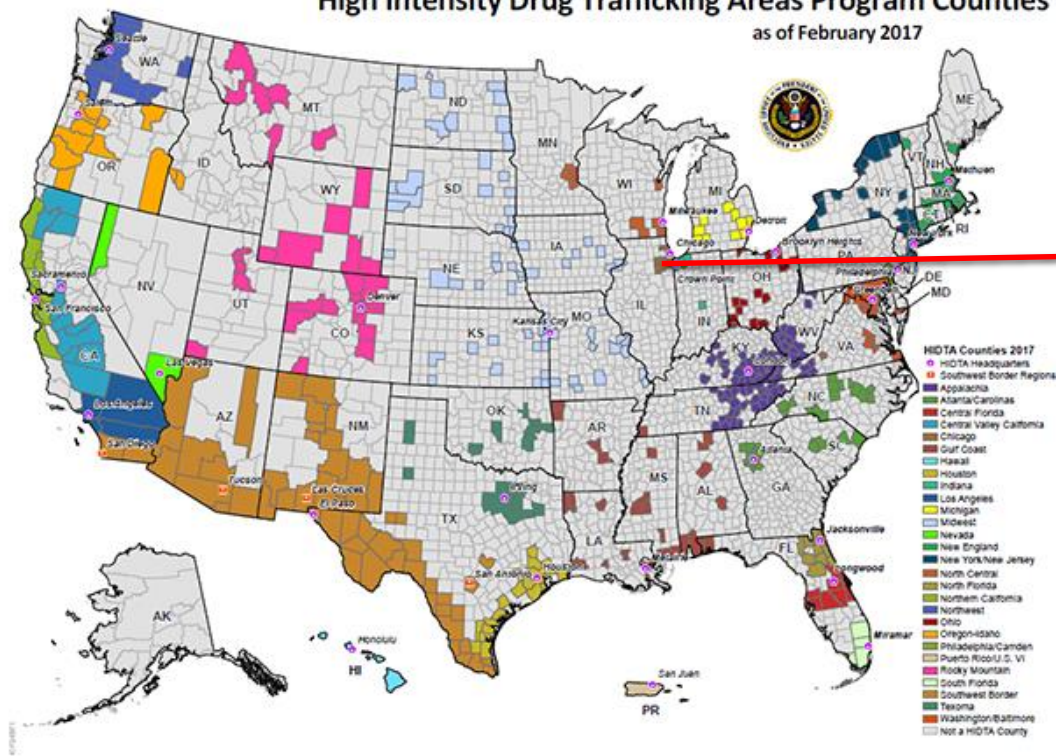 High Intensity Drug Trafficking Areas Program Counties
as of February 2017
Seattle
WA
MT
ND
MN
ME
Salem
OR
ID
WY
SD
WI
MI
VT
NH
Methuen
NY
MA
CT
RI
Milwaukee
Detroit
New York
Chicago
Brooklyn Heights
IA
NE
PA
Philadelphia
NJ
Crown Point
OH
DE
MD
Sacramento
San Francisco
NV
UT
CO
Denver
IL
IN
WV
VA
KS
Kansas City
MO
KY
CA
Las Vegas
Los Angeles
San Diego
AZ
NM
OK
AR
TN
NC
SC
Atlanta
Tucson
Las Cruces
El Paso
TX
Irving
MS
AL
GA
LA
Jacksonville
FL
Longwood
San Antonio
Houston
Miramar
AK
Honolulu
HI
San Juan
PR
HIDTA Counties 2017
HIDTA Headquarters
Southwest Border Regions
Appalachia
Atlanta/Carolinas
Central Florida
Central Valley California
Chicago
Gulf Coast
Hawaii
Houston
Indiana
Los Angeles
Michigan
Midwest
Nevada
New England
New York/New Jersey
North Central
North Florida
Northern California
Northwest
Ohio
Oregon-Idaho
Philadelphia/Camden
Puerto Rico/U.S. VI
Rocky Mountain
South Florida
Southwest Border
Texoma
Washington/Baltimore
Not a HIDTA County